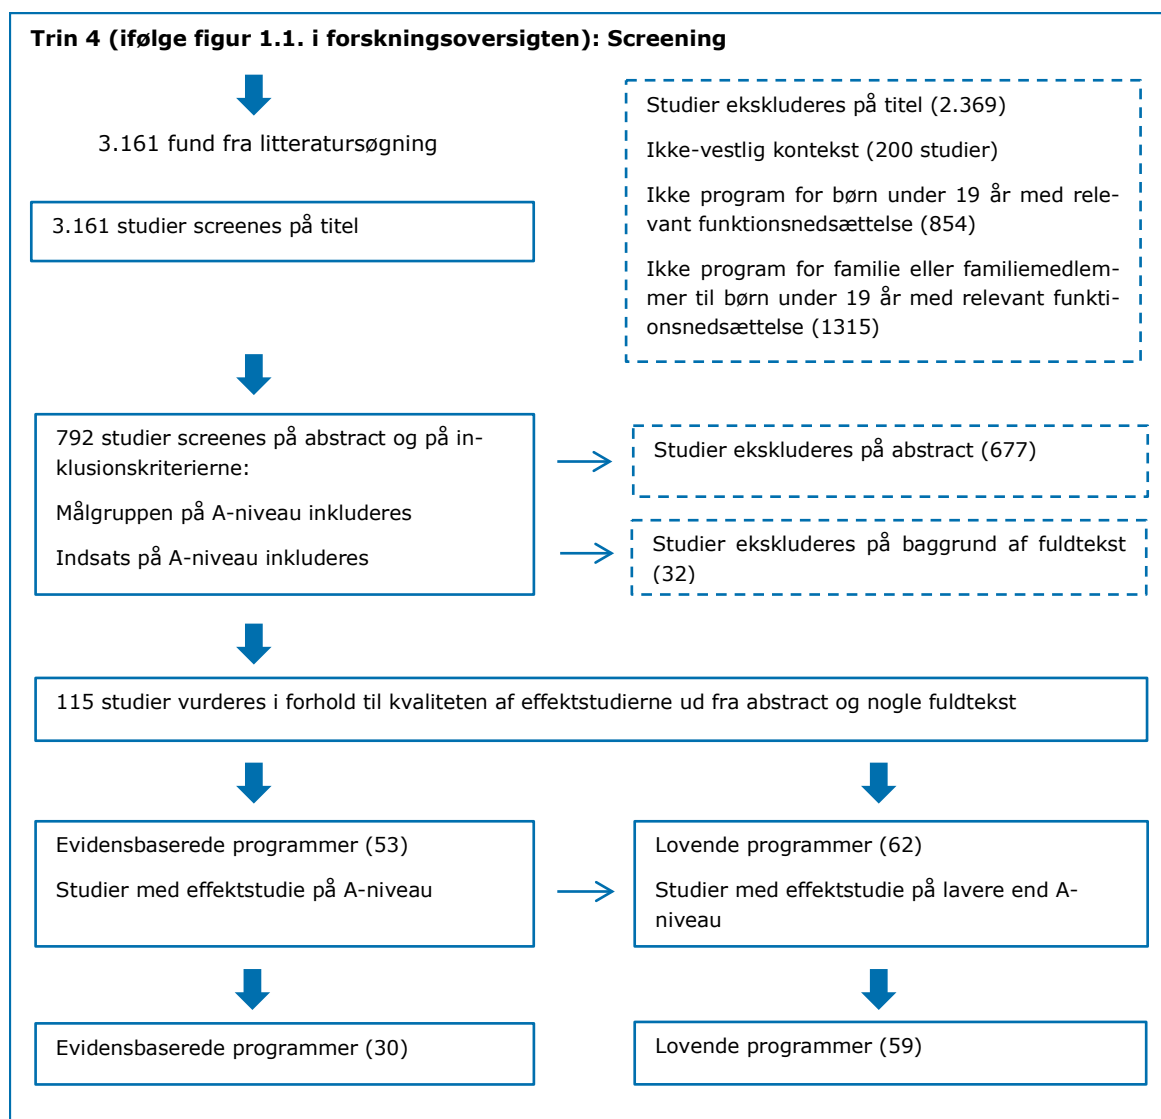 Trin 4 (ifølge figur 1.1. i forskningsoversigten): Screening
3.161 fund fra litteratursøgning
3.161 studier screenes på titel
Studier ekskluderes på titel (2.369)
Ikke-vestlig kontekst (200 studier)
Ikke program for børn under 19 år med rele-
vant funktionsnedsættelse (854)
Ikke program for familie eller familiemedlem-
mer til børn under 19 år med relevant funkti-
onsnedsættelse (1315)
792 studier screenes på abstract og på in-
klusionskriterierne:
Målgruppen på A-niveau inkluderes
Indsats på A-niveau inkluderes
Studier ekskluderes på abstract (677)
Studier ekskluderes på baggrund af fuldtekst
(32)
115 studier vurderes i forhold til kvaliteten af effektstudierne ud fra abstract og nogle fuldtekst
Evidensbaserede programmer (53)
Studier med effektstudie på A-niveau
Lovende programmer (62)
Studier med effektstudie på lavere end A-
niveau
Evidensbaserede programmer (30)
Lovende programmer (59)